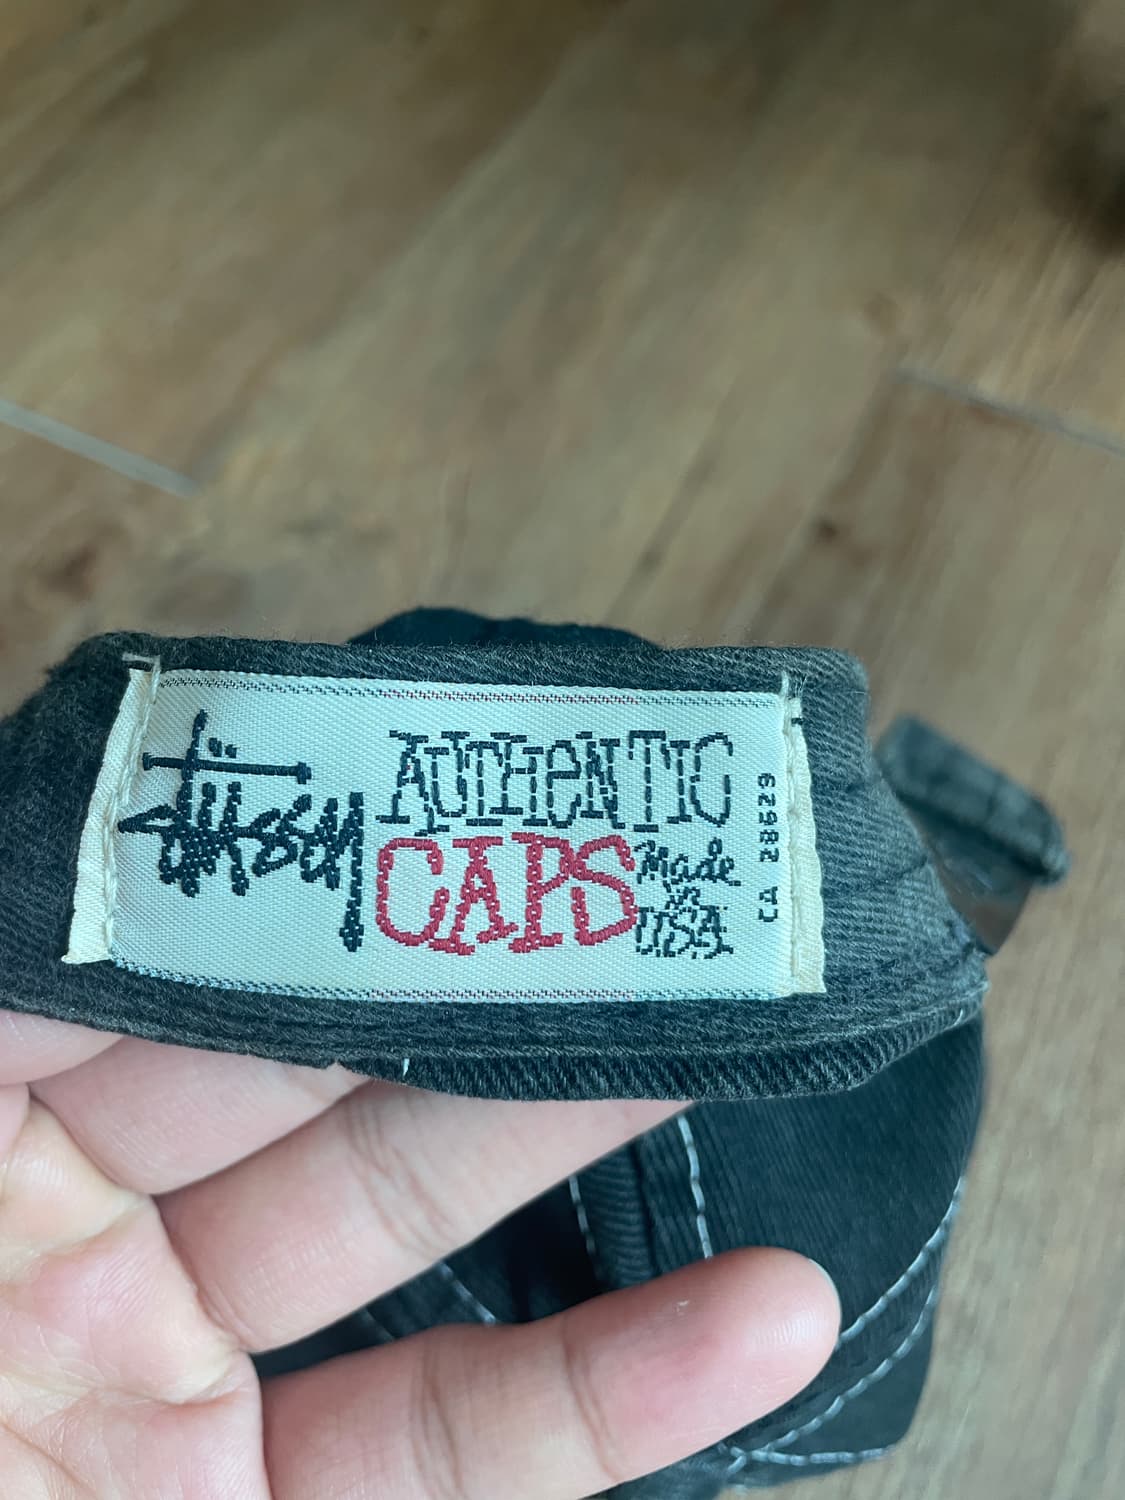 Stüssy
AUTHENTIC
CAPS
Made
in
USA
CA 28629